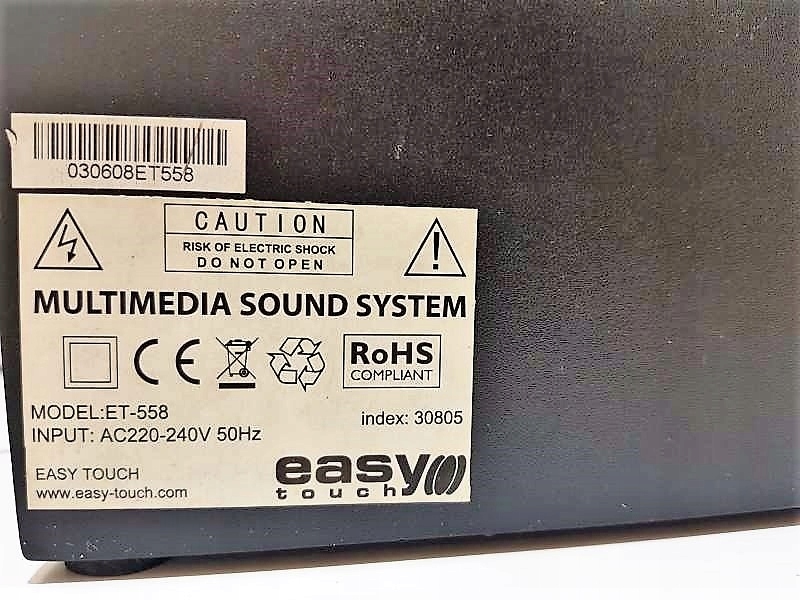 030608ET558
CAUTION
RISK OF ELECTRIC SHOCK
DO NOT OPEN
MULTIMEDIA SOUND SYSTEM
CE
RoHS
COMPLIANT
MODEL:ET-558
index: 30805
INPUT: AC220-240V 50Hz
EASY TOUCH
www.easy-touch.com
easy
touch